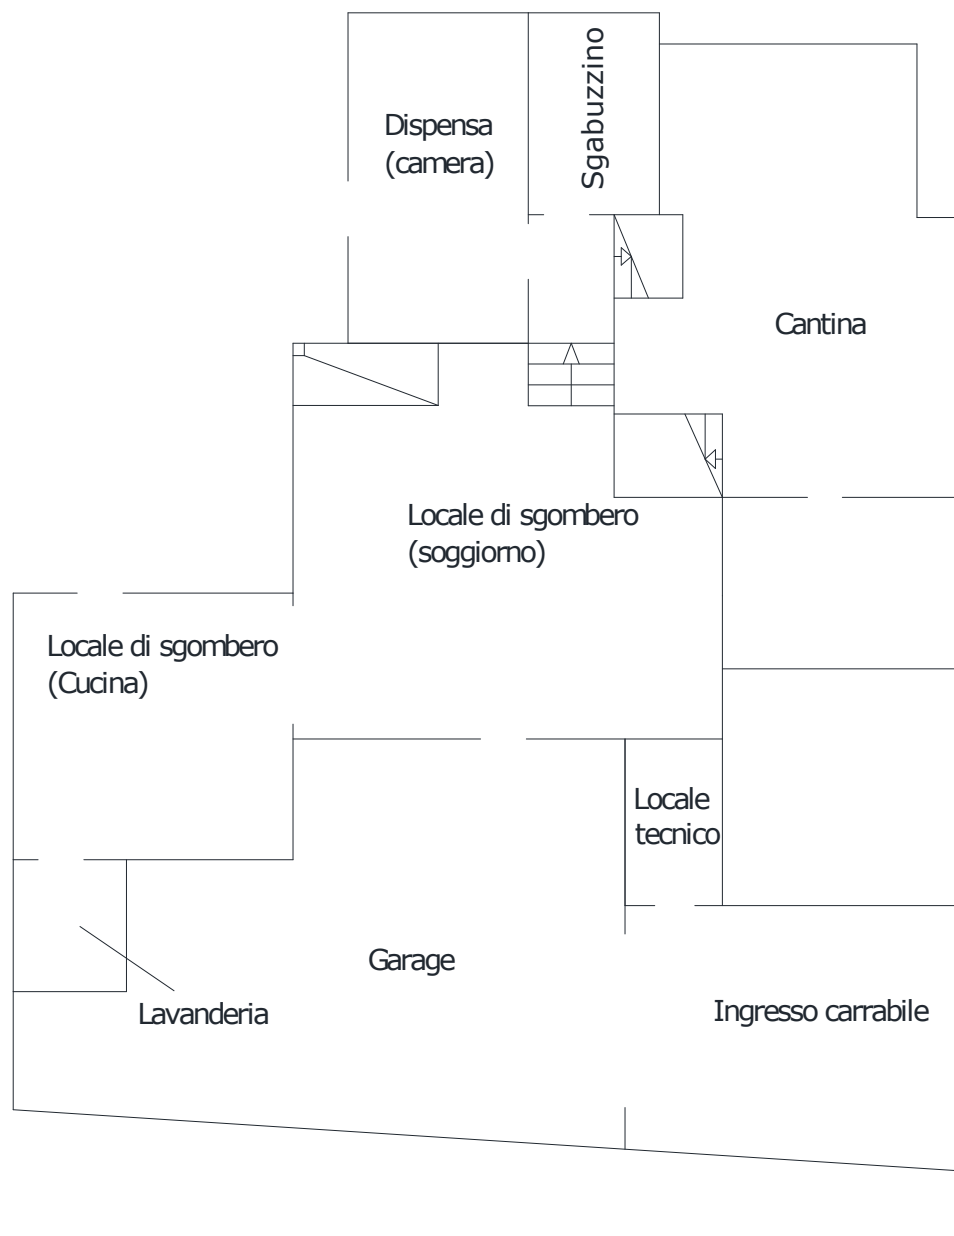 Sgabuzzino
Dispensa
(camera)
Cantina
Locale di sgombero
(soggiorno)
Locale di sgombero
(Cucina)
Locale
tecnico
Garage
Lavanderia
Ingresso carrabile